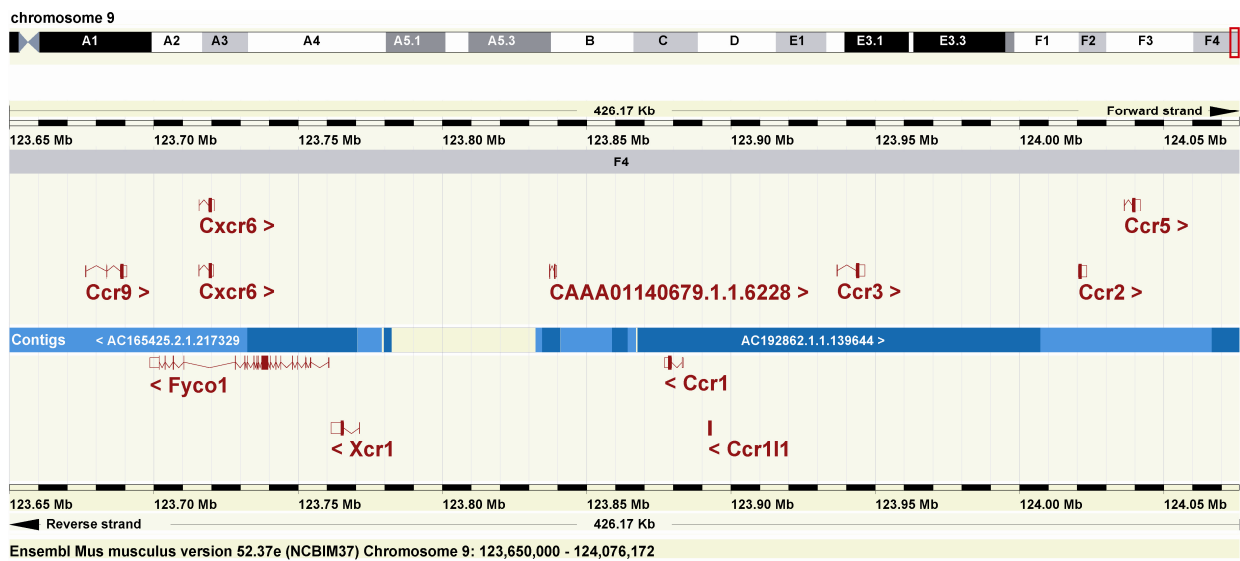 chromosome 9
A1 A2 A3 A4 A5.1 A5.3 B C D E1 E3.1 E3.3 F1 F2 F3 F4
426.17 Kb Forward strand
123.65 Mb 123.70 Mb 123.75 Mb 123.80 Mb 123.85 Mb 123.90 Mb 123.95 Mb 124.00 Mb 124.05 Mb
F4
Cxcr6 > Ccr5 >
Ccr9 > Cxcr6 > CAAA01140679.1.1.6228 > Ccr3 > Ccr2 >
Contigs < AC165425.2.1.217329 AC192862.1.1.139644 >
< Fyco1 < Ccr1
< Xcr1 < Ccr1l1
123.65 Mb 123.70 Mb 123.75 Mb 123.80 Mb 123.85 Mb 123.90 Mb 123.95 Mb 124.00 Mb 124.05 Mb
Reverse strand 426.17 Kb
Ensembl Mus musculus version 52.37e (NCBIM37) Chromosome 9: 123,650,000 - 124,076,172